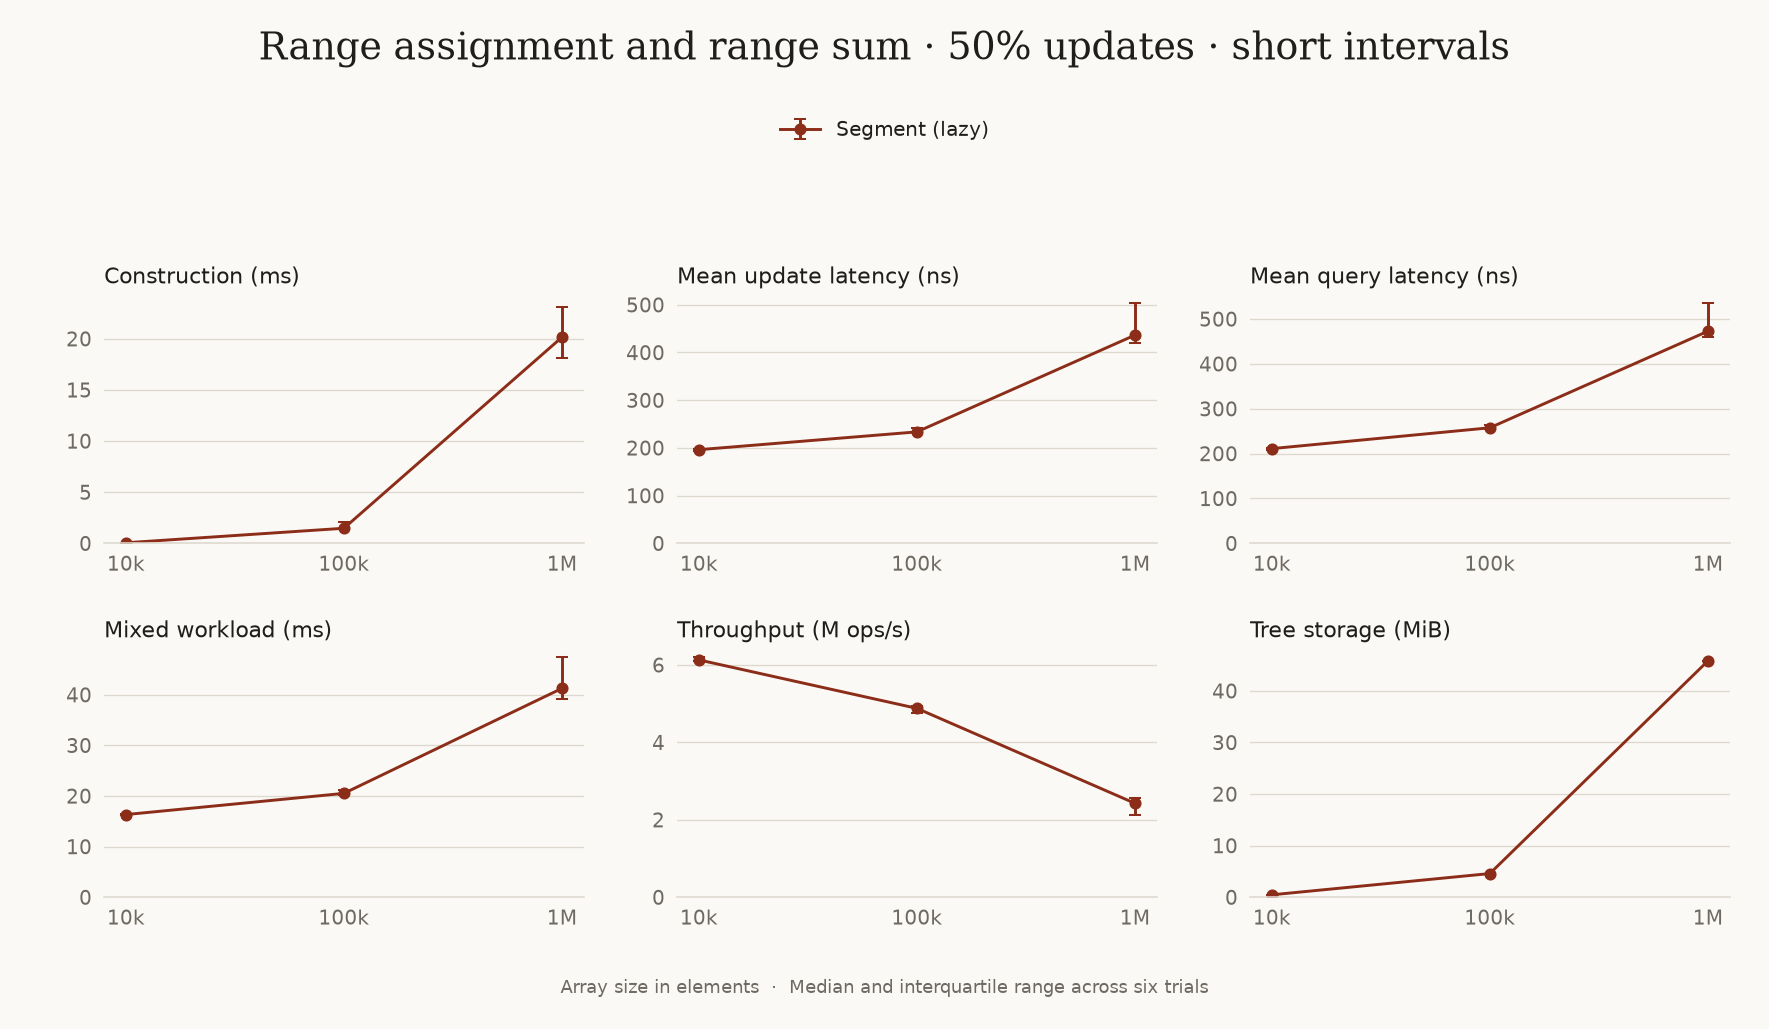 Range assignment and range sum · 50% updates · short intervals
Segment (lazy)
Construction (ms)
20
15
10
5
0
10k 100k 1M
Mean update latency (ns)
500
400
300
200
100
0
10k 100k 1M
Mean query latency (ns)
500
400
300
200
100
0
10k 100k 1M
Mixed workload (ms)
40
30
20
10
0
10k 100k 1M
Throughput (M ops/s)
6
4
2
0
10k 100k 1M
Tree storage (MiB)
40
30
20
10
0
10k 100k 1M
Array size in elements · Median and interquartile range across six trials